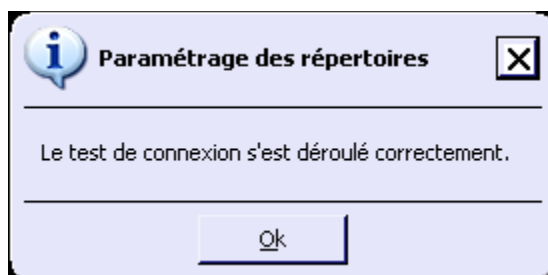 Paramétrage des répertoires
Le test de connexion s'est déroulé correctement.
Ok